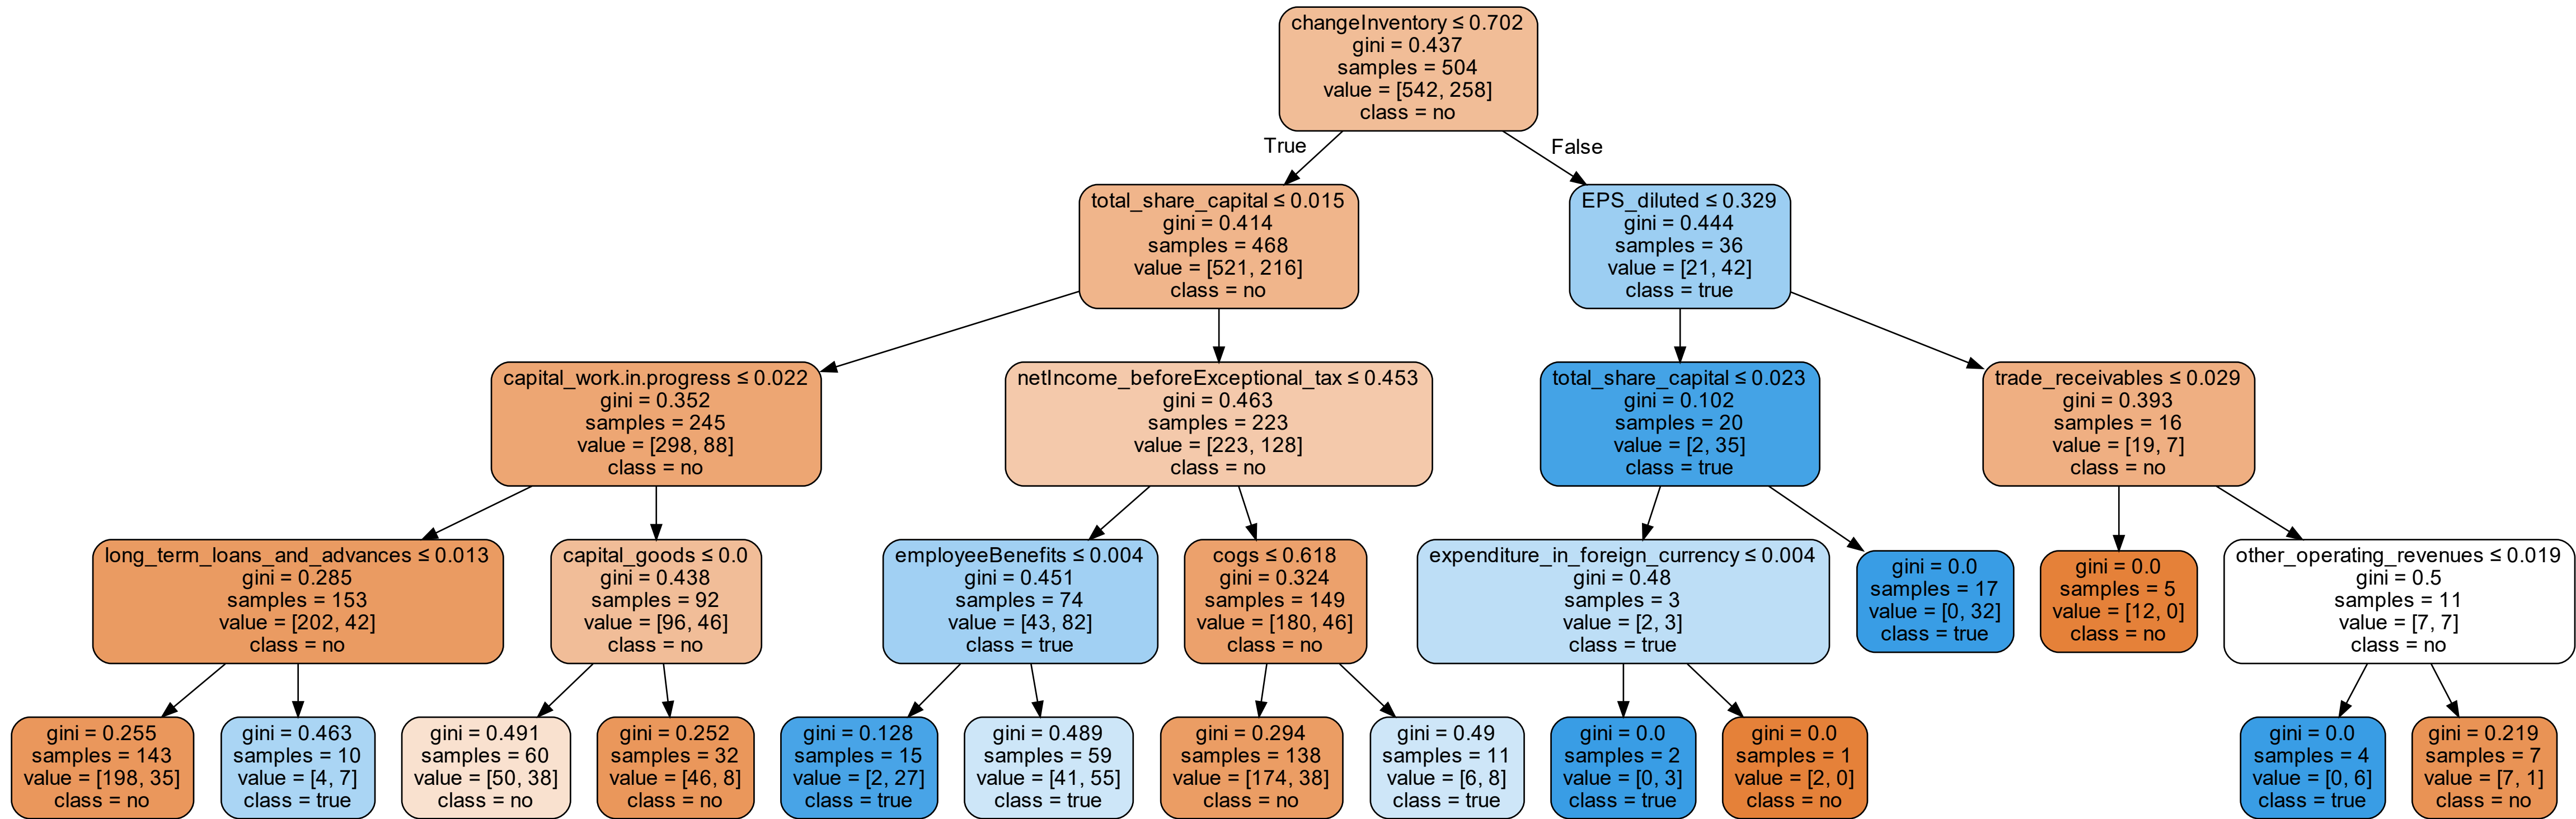 changeInventory ≤ 0.702
gini = 0.437
samples = 504
value = [542, 258]
class = no
True
False
total_share_capital ≤ 0.015
gini = 0.414
samples = 468
value = [521, 216]
class = no
EPS_diluted ≤ 0.329
gini = 0.444
samples = 36
value = [21, 42]
class = true
capital_work.in.progress ≤ 0.022
gini = 0.352
samples = 245
value = [298, 88]
class = no
netIncome_beforeExceptional_tax ≤ 0.453
gini = 0.463
samples = 223
value = [223, 128]
class = no
total_share_capital ≤ 0.023
gini = 0.102
samples = 20
value = [2, 35]
class = true
trade_receivables ≤ 0.029
gini = 0.393
samples = 16
value = [19, 7]
class = no
long_term_loans_and_advances ≤ 0.013
gini = 0.285
samples = 153
value = [202, 42]
class = no
capital_goods ≤ 0.0
gini = 0.438
samples = 92
value = [96, 46]
class = no
employeeBenefits ≤ 0.004
gini = 0.451
samples = 74
value = [43, 82]
class = true
cogs ≤ 0.618
gini = 0.324
samples = 149
value = [180, 46]
class = no
expenditure_in_foreign_currency ≤ 0.004
gini = 0.48
samples = 3
value = [2, 3]
class = true
gini = 0.0
samples = 17
value = [0, 32]
class = true
gini = 0.0
samples = 5
value = [12, 0]
class = no
other_operating_revenues ≤ 0.019
gini = 0.5
samples = 11
value = [7, 7]
class = no
gini = 0.255
samples = 143
value = [198, 35]
class = no
gini = 0.463
samples = 10
value = [4, 7]
class = true
gini = 0.491
samples = 60
value = [50, 38]
class = no
gini = 0.252
samples = 32
value = [46, 8]
class = no
gini = 0.128
samples = 15
value = [2, 27]
class = true
gini = 0.489
samples = 59
value = [41, 55]
class = true
gini = 0.294
samples = 138
value = [174, 38]
class = no
gini = 0.49
samples = 11
value = [6, 8]
class = true
gini = 0.0
samples = 2
value = [0, 3]
class = true
gini = 0.0
samples = 1
value = [2, 0]
class = no
gini = 0.0
samples = 4
value = [0, 6]
class = true
gini = 0.219
samples = 7
value = [7, 1]
class = no